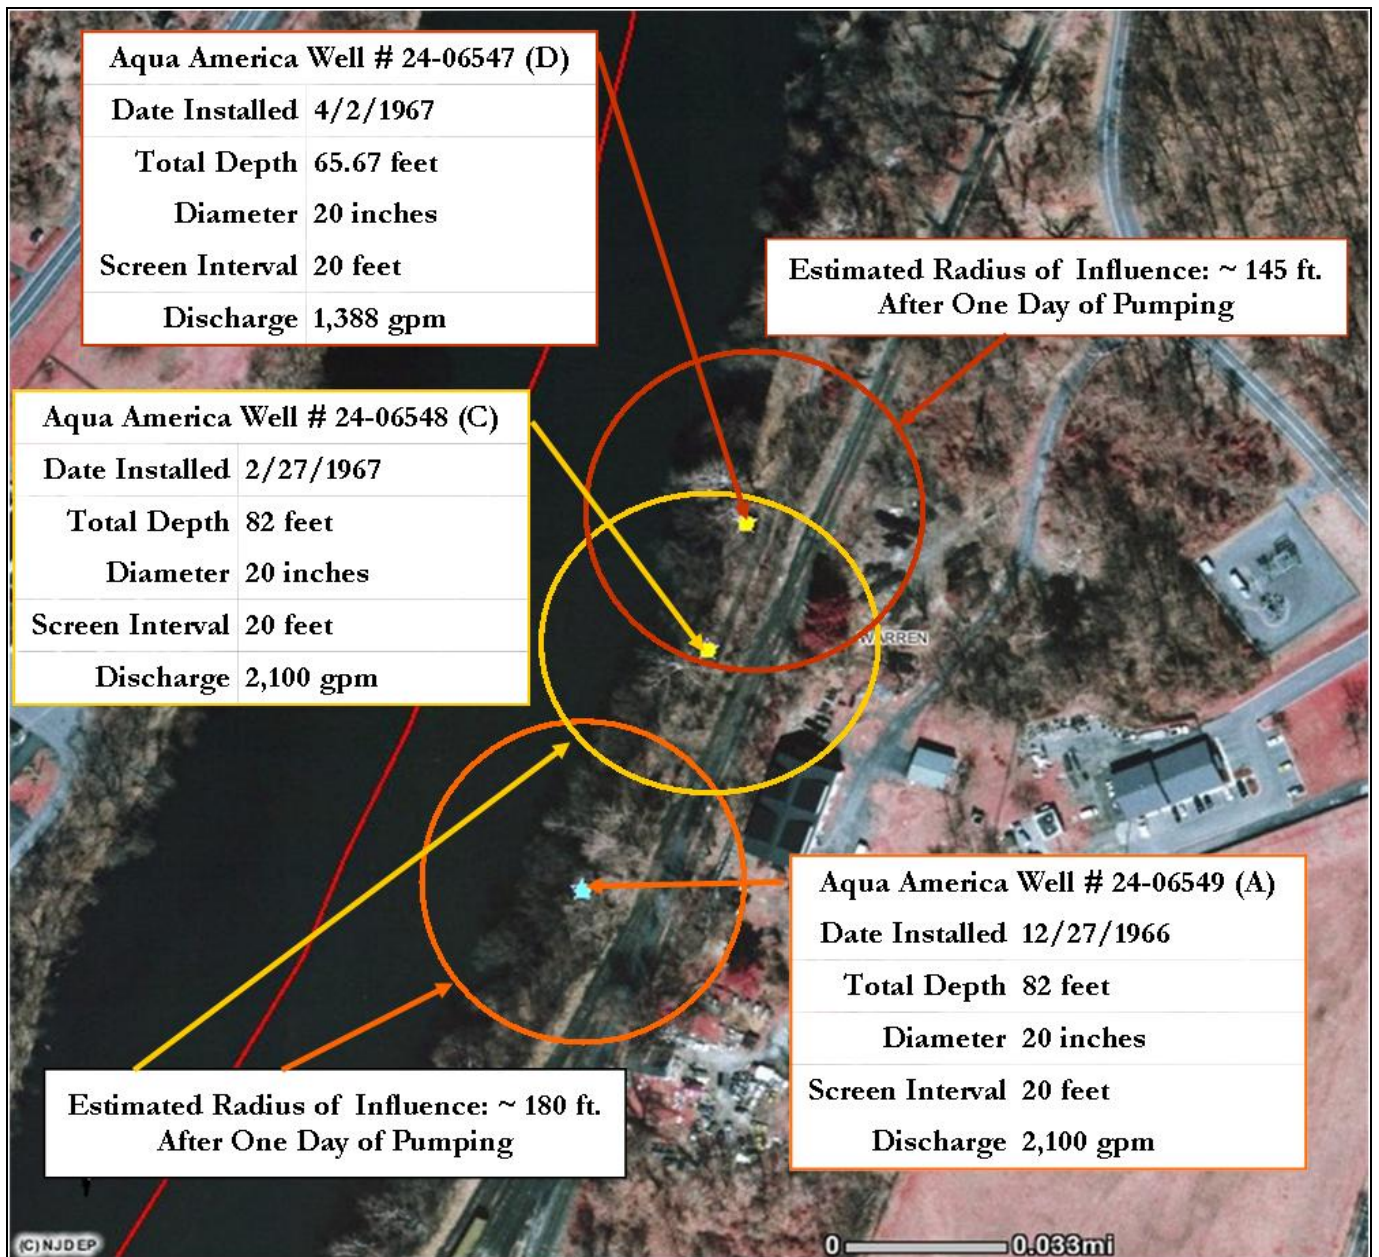 Aqua America Well # 24-06547 (D)
Date Installed 4/2/1967
Total Depth 65.67 feet
Diameter 20 inches
Screen Interval 20 feet
Discharge 1,388 gpm
Estimated Radius of Influence: ~ 145 ft.
After One Day of Pumping
Aqua America Well # 24-06548 (C)
Date Installed 2/27/1967
Total Depth 82 feet
Diameter 20 inches
Screen Interval 20 feet
Discharge 2,100 gpm
WARREN
Aqua America Well # 24-06549 (A)
Date Installed 12/27/1966
Total Depth 82 feet
Diameter 20 inches
Screen Interval 20 feet
Discharge 2,100 gpm
Estimated Radius of Influence: ~ 180 ft.
After One Day of Pumping
(C) NJDEP
0 0.033mi